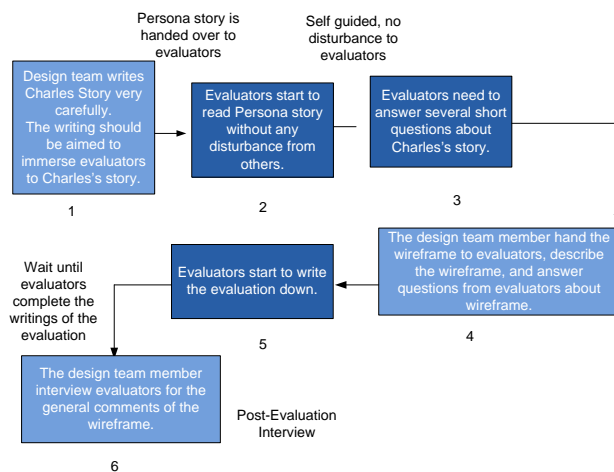 Persona story is
handed over to
evaluators
Self guided, no
disturbance to
evaluators
Design team writes
Charles Story very
carefully.
The writing should
be aimed to
immerse evaluators
to Charles's story.
1
Evaluators start to
read Persona story
without any
disturbance from
others.
2
Evaluators need to
answer several short
questions about
Charles's story.
3
The design team member hand the
wireframe to evaluators, describe
the wireframe, and answer
questions from evaluators about
wireframe.
4
Evaluators start to write
the evaluation down.
5
Wait until
evaluators
complete the
writings of the
evaluation
The design team member
interview evaluators for the
general comments of the
wireframe.
6
Post-Evaluation
Interview